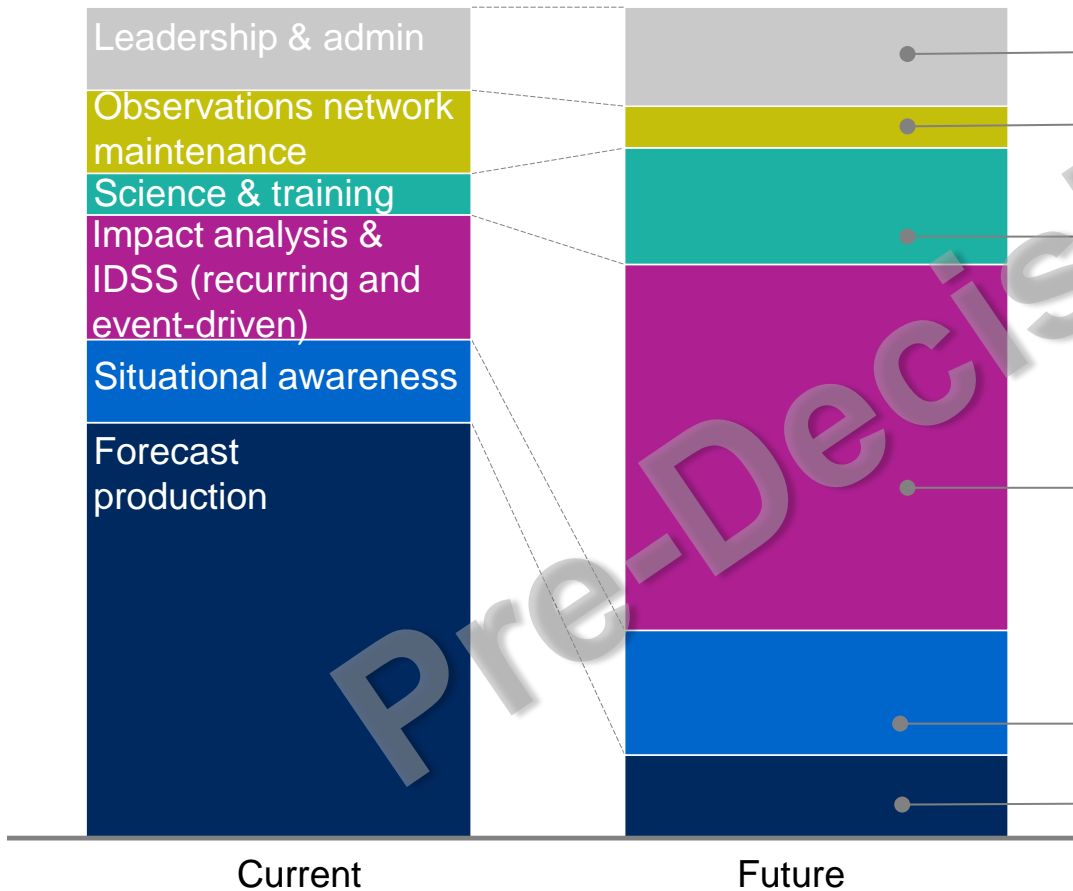 Leadership & admin
Observations network
maintenance
Science & training
Impact analysis &
IDSS (recurring and
event-driven)
Situational awareness
Forecast
production
Pre-Decis
Current
Future